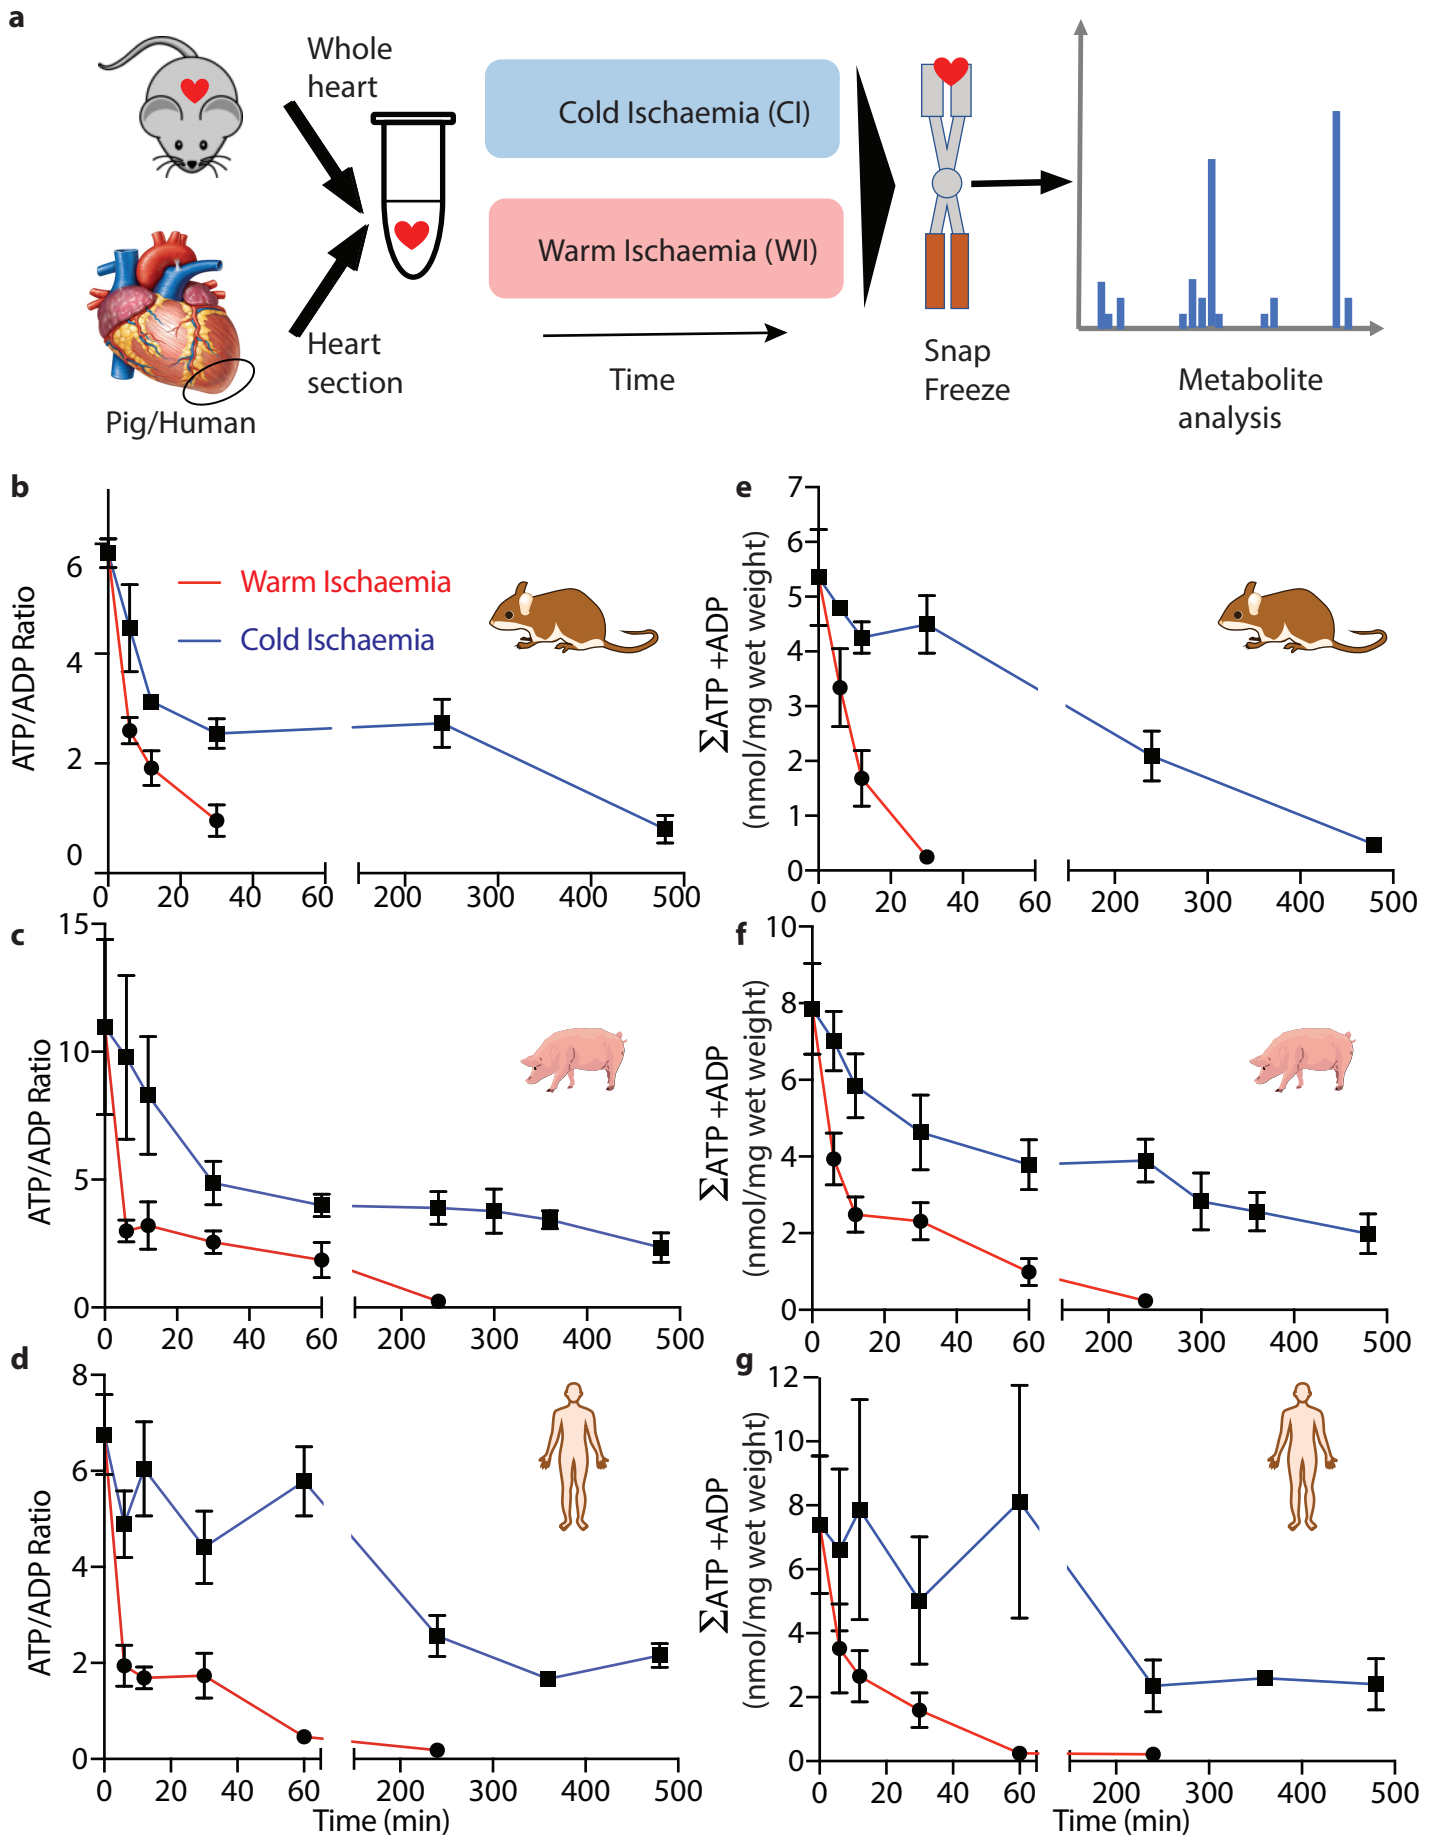 a
Whole
heart
Cold Ischaemia (CI)
Warm Ischaemia (WI)
Heart
section
Time
Snap
Freeze
Metabolite
analysis
Pig/Human
b
ATP/ADP Ratio
6
4
2
0
Warm Ischaemia
Cold Ischaemia
0 20 40 60 200 300 400 500
e
ΣATP +ADP
(nmol/mg wet weight)
7
6
5
4
3
2
1
0
0 20 40 60 200 300 400 500
c
ATP/ADP Ratio
15
10
5
0
0 20 40 60 200 300 400 500
f
ΣATP +ADP
(nmol/mg wet weight)
10
8
6
4
2
0
0 20 40 60 200 300 400 500
d
ATP/ADP Ratio
8
6
4
2
0
0 20 40 60 200 300 400 500
Time (min)
g
ΣATP +ADP
(nmol/mg wet weight)
12
10
8
6
4
2
0
0 20 40 60 200 300 400 500
Time (min)